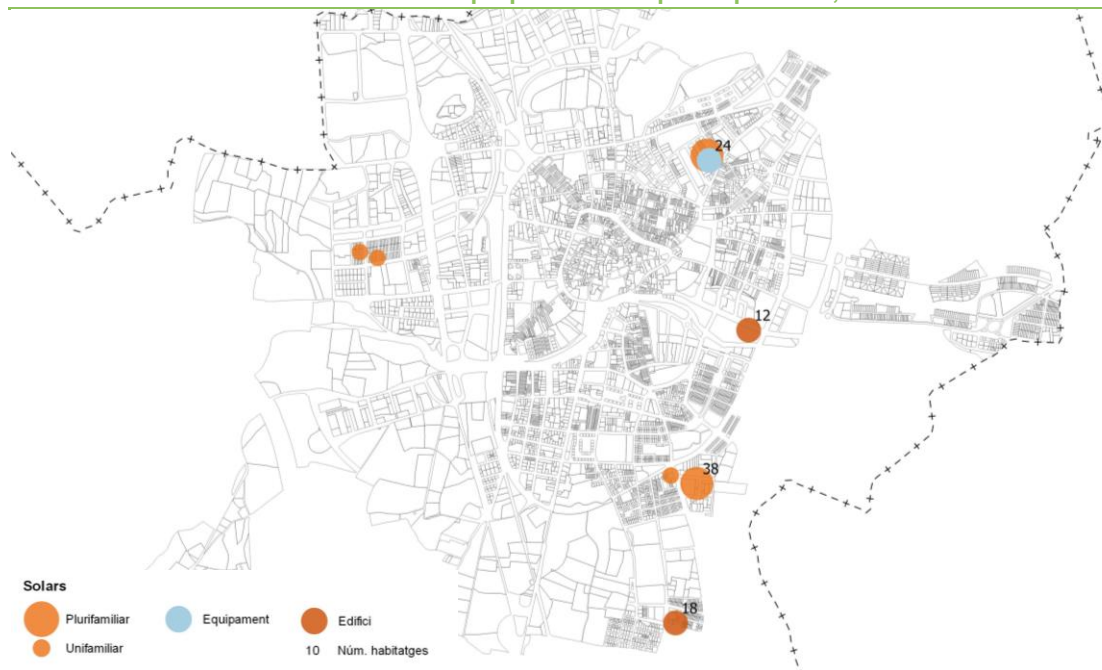 24
12
38
18
Solars
Plurifamiliar
Equipament
Edifici
Unifamiliar
10 Núm. habitatges